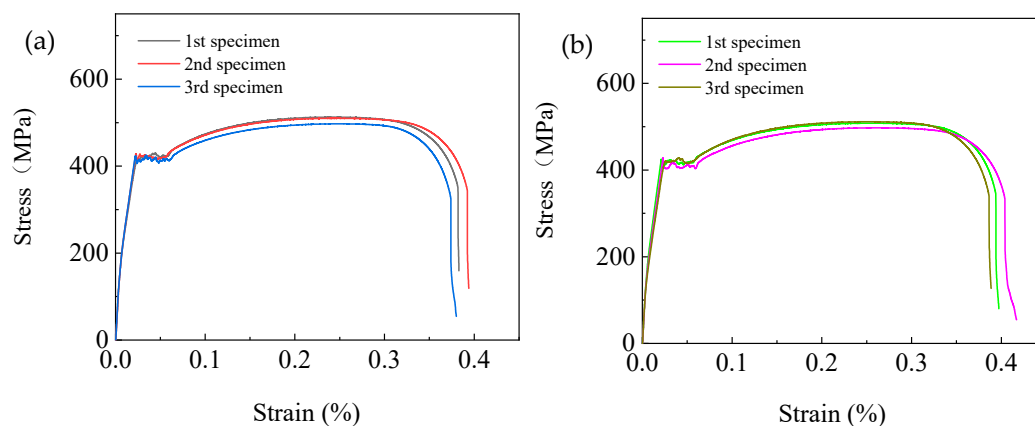 (a)
1st specimen
2nd specimen
3rd specimen
Stress (MPa)
600
400
200
0
0.0 0.1 0.2 0.3 0.4
Strain (%)
(b)
1st specimen
2nd specimen
3rd specimen
Stress (MPa)
600
400
200
0
0.0 0.1 0.2 0.3 0.4
Strain (%)